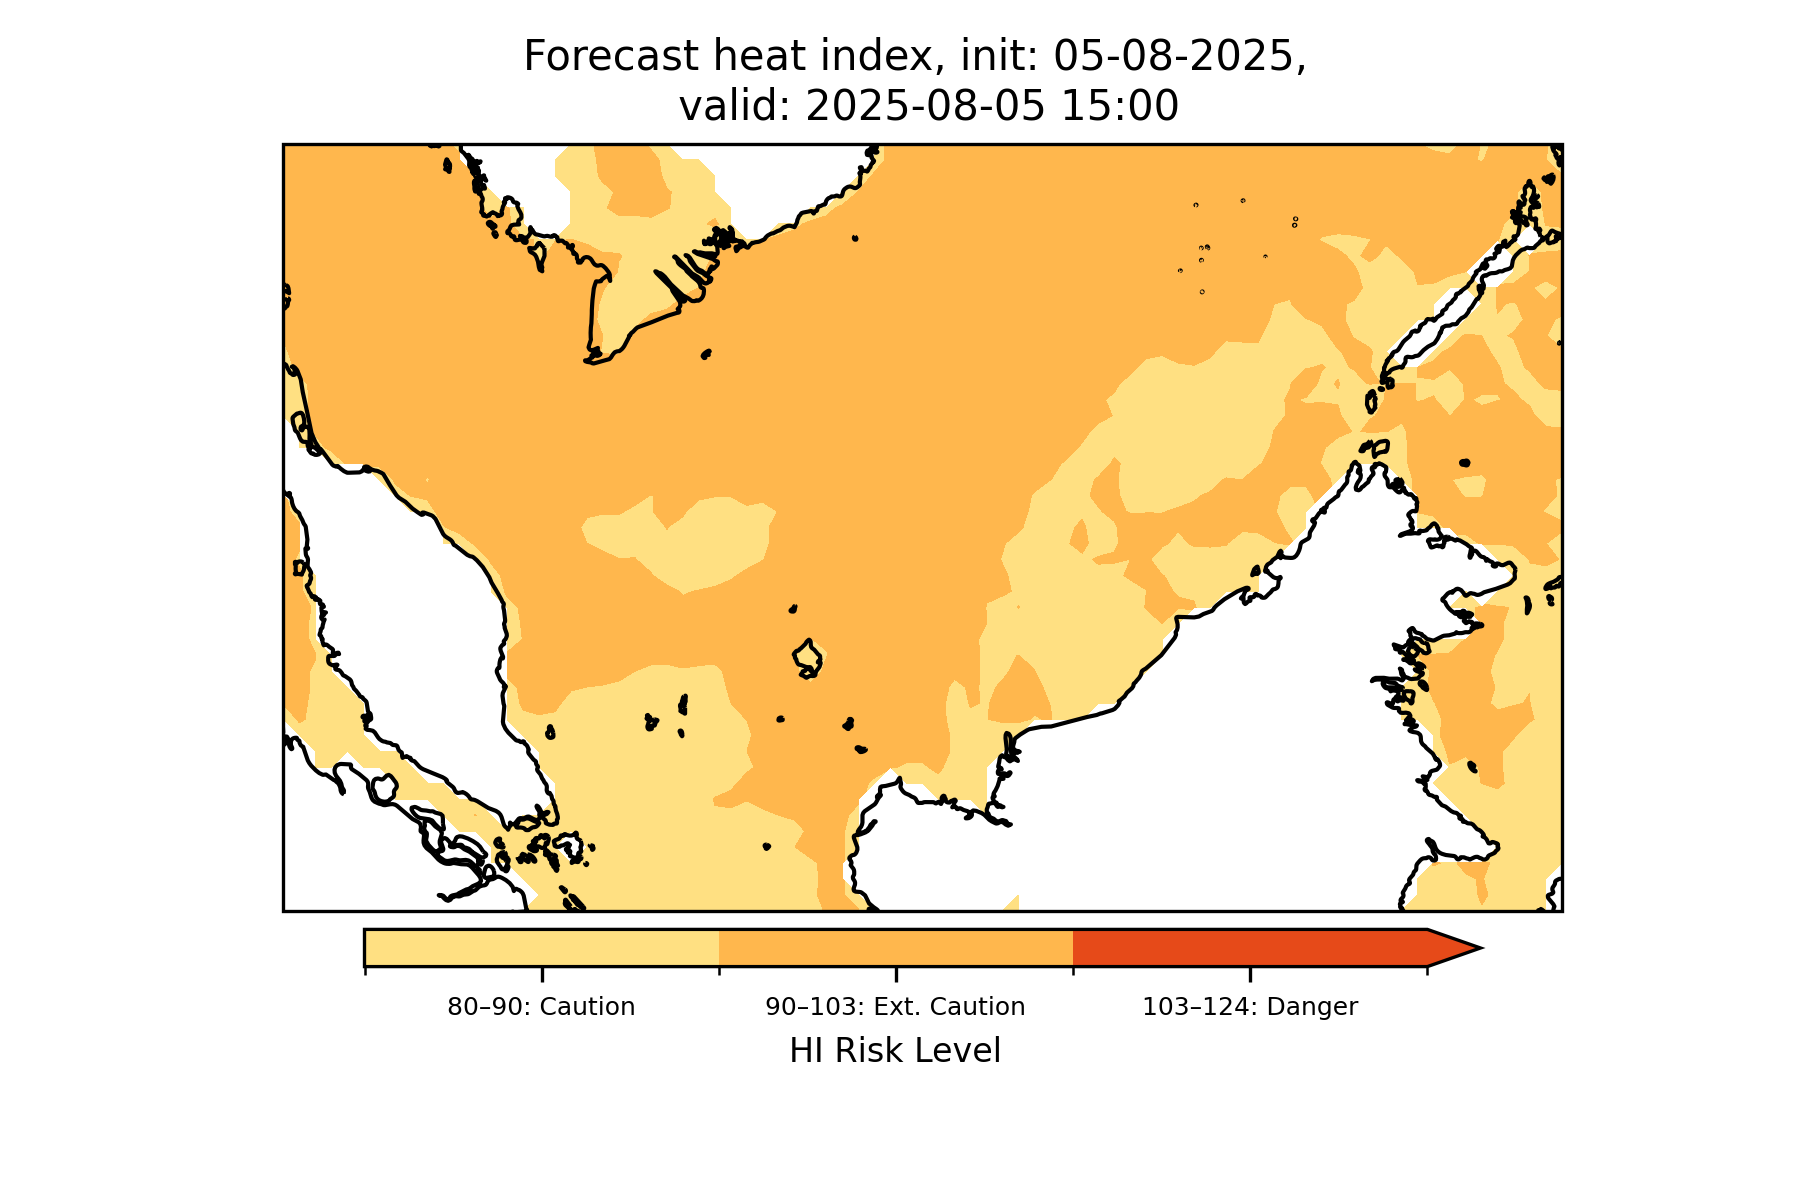 Forecast heat index, init: 05-08-2025,
valid: 2025-08-05 15:00
80–90: Caution
90–103: Ext. Caution
103–124: Danger
HI Risk Level